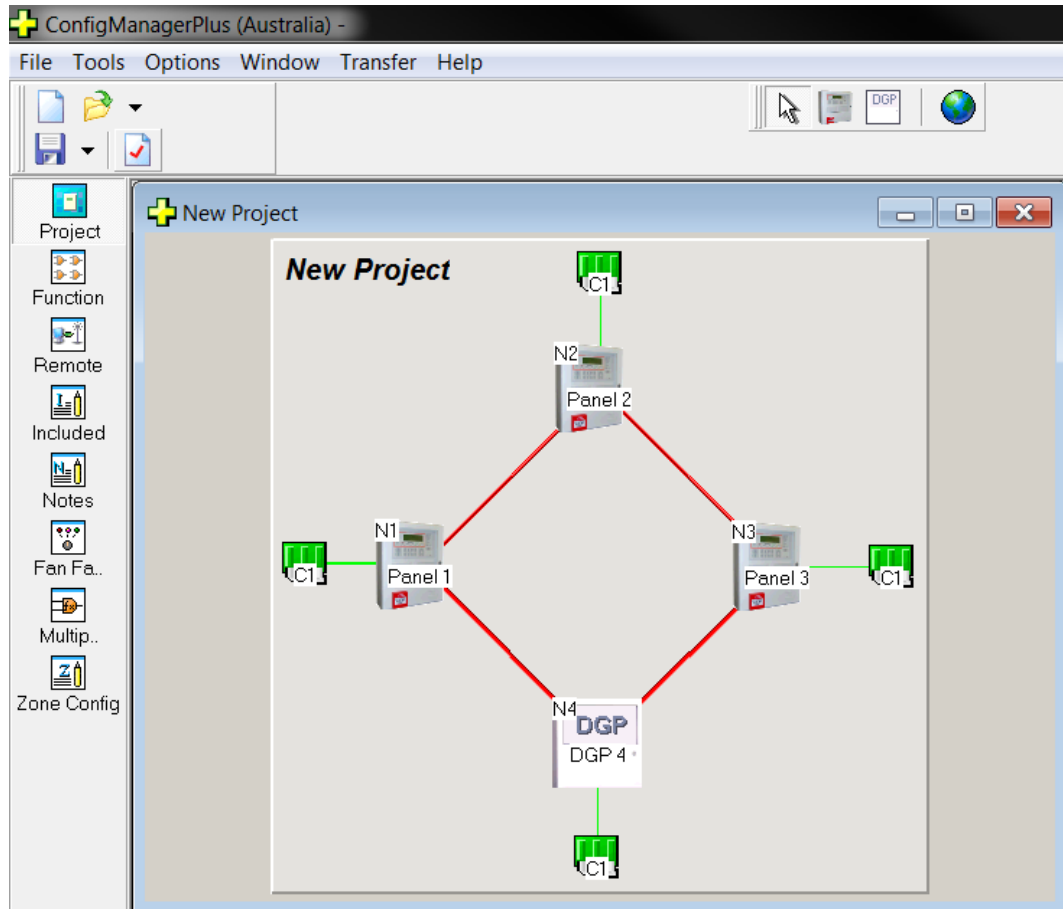 ConfigManagerPlus (Australia) -
File Tools Options Window Transfer Help
DGP
Project
Function
Remote
Included
Notes
Fan Fa..
Multip..
Zone Config
New Project
New Project
C1
N2
Panel 2
N1
C1
Panel 1
N3
Panel 3
C1
N4
DGP
DGP 4
C1